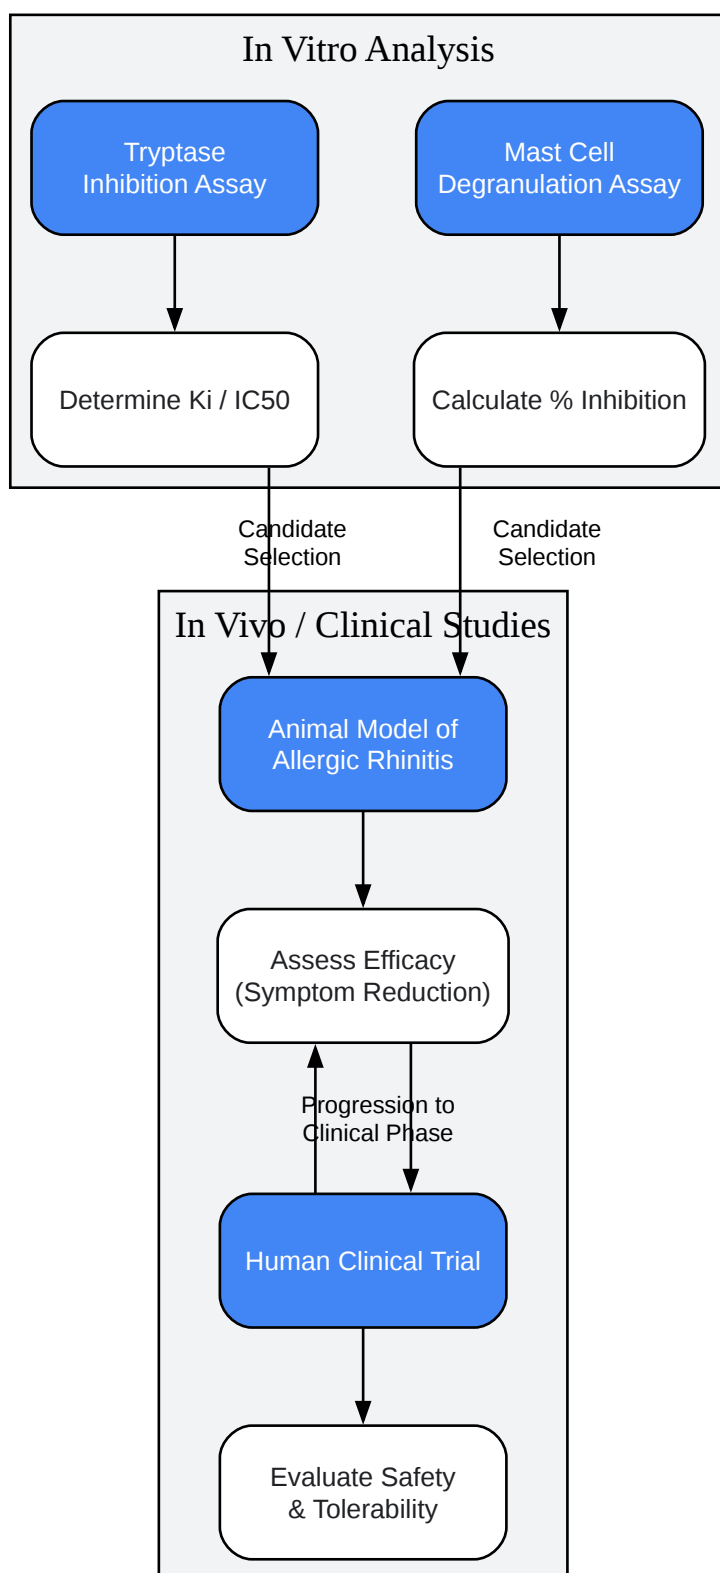 In Vitro Analysis
Tryptase
Inhibition Assay
Mast Cell
Degranulation Assay
Determine Ki / IC50
Calculate % Inhibition
Candidate
Selection
Candidate
Selection
In Vivo / Clinical Studies
Animal Model of
Allergic Rhinitis
Assess Efficacy
(Symptom Reduction)
Progression to
Clinical Phase
Human Clinical Trial
Evaluate Safety
& Tolerability